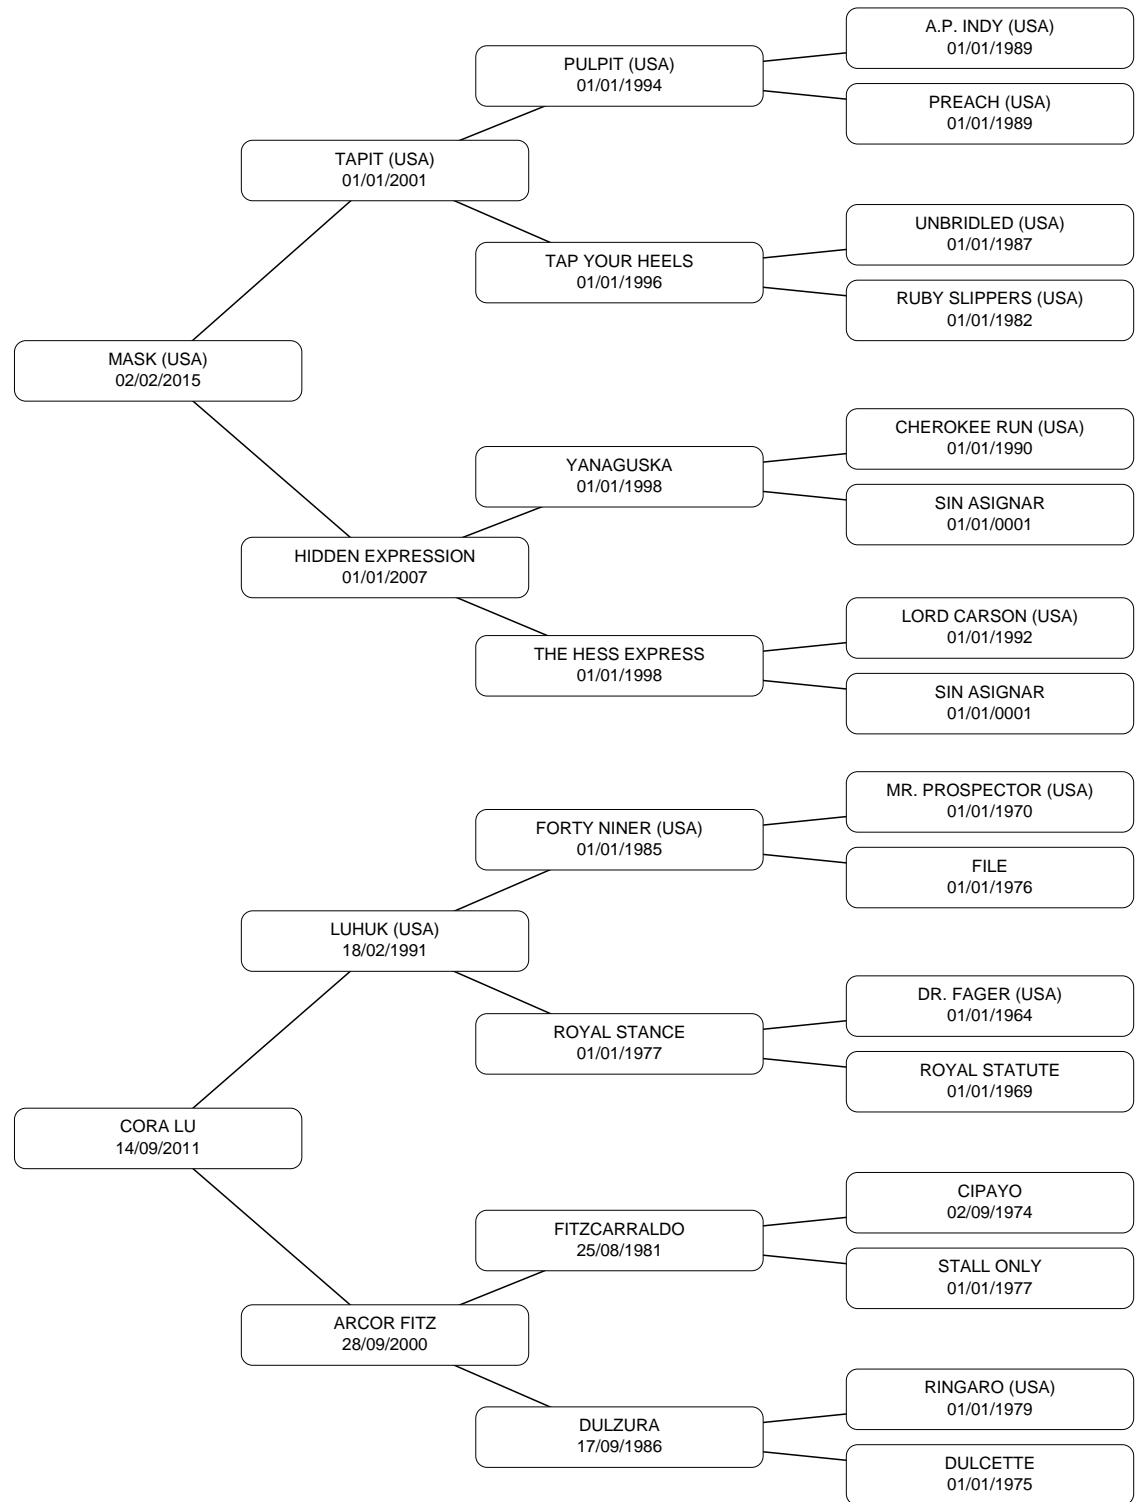 A.P. INDY (USA)
01/01/1989
PULPIT (USA)
01/01/1994
PREACH (USA)
01/01/1989
TAPIT (USA)
01/01/2001
UNBRIDLED (USA)
01/01/1987
TAP YOUR HEELS
01/01/1996
RUBY SLIPPERS (USA)
01/01/1982
MASK (USA)
02/02/2015
CHEROKEE RUN (USA)
01/01/1990
YANAGUSKA
01/01/1998
SIN ASIGNAR
01/01/0001
HIDDEN EXPRESSION
01/01/2007
LORD CARSON (USA)
01/01/1992
THE HESS EXPRESS
01/01/1998
SIN ASIGNAR
01/01/0001
MR. PROSPECTOR (USA)
01/01/1970
FORTY NINER (USA)
01/01/1985
FILE
01/01/1976
LUHUK (USA)
18/02/1991
DR. FAGER (USA)
01/01/1964
ROYAL STANCE
01/01/1977
ROYAL STATUTE
01/01/1969
CORA LU
14/09/2011
CIPAYO
02/09/1974
FITZCARRALDO
25/08/1981
STALL ONLY
01/01/1977
ARCOR FITZ
28/09/2000
RINGARO (USA)
01/01/1979
DULZURA
17/09/1986
DULCETTE
01/01/1975